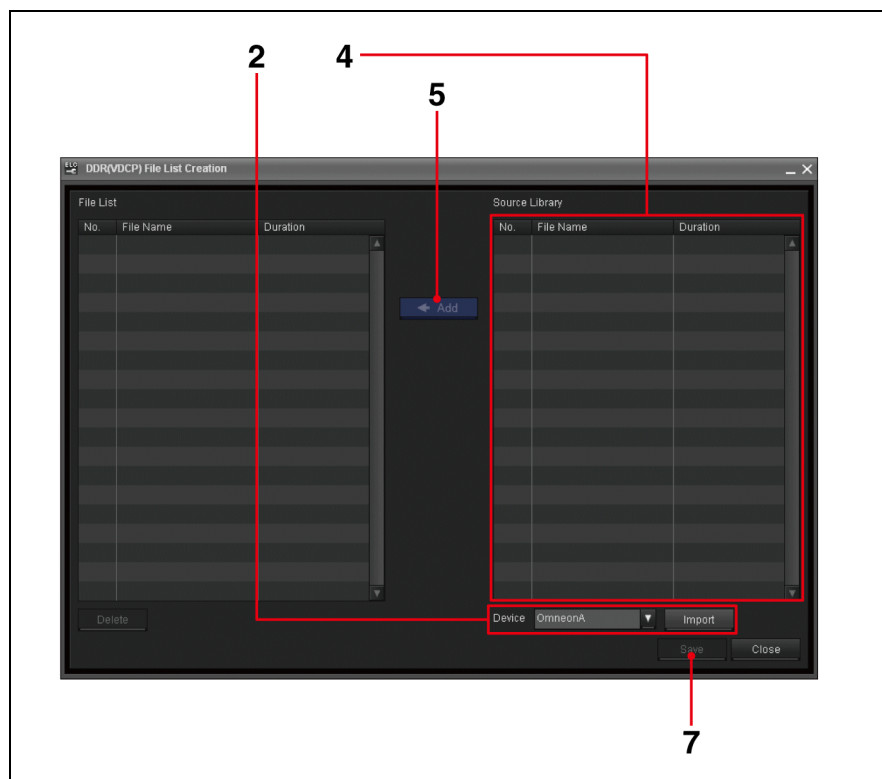 2 4
5
ELC DDR(VDCP) File List Creation
File List Source Library
No. File Name Duration No. File Name Duration
Add
Delete Device OmneonA Import
Save Close
7